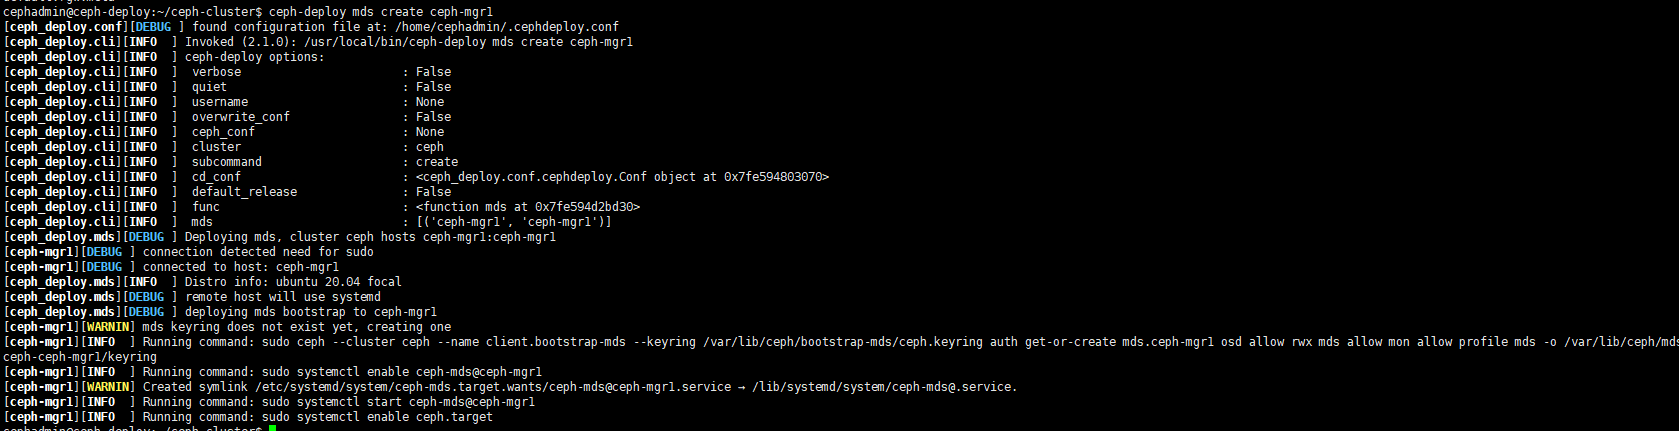 cephadmin@ceph-deploy:~/ceph-cluster$ ceph-deploy mds create ceph-mgr1
[ceph_deploy.conf][DEBUG ] found configuration file at: /home/cephadmin/.cephdeploy.conf
[ceph_deploy.cli][INFO  ] Invoked (2.1.0): /usr/local/bin/ceph-deploy mds create ceph-mgr1
[ceph_deploy.cli][INFO  ] ceph-deploy options:
[ceph_deploy.cli][INFO  ]  verbose                       : False
[ceph_deploy.cli][INFO  ]  quiet                         : False
[ceph_deploy.cli][INFO  ]  username                      : None
[ceph_deploy.cli][INFO  ]  overwrite_conf                : False
[ceph_deploy.cli][INFO  ]  ceph_conf                     : None
[ceph_deploy.cli][INFO  ]  cluster                       : ceph
[ceph_deploy.cli][INFO  ]  subcommand                    : create
[ceph_deploy.cli][INFO  ]  cd_conf                       : <ceph_deploy.conf.cephdeploy.Conf object at 0x7fe594803070>
[ceph_deploy.cli][INFO  ]  default_release               : False
[ceph_deploy.cli][INFO  ]  func                          : <function mds at 0x7fe594d2bd30>
[ceph_deploy.cli][INFO  ]  mds                           : [('ceph-mgr1', 'ceph-mgr1')]
[ceph_deploy.mds][DEBUG ] Deploying mds, cluster ceph hosts ceph-mgr1:ceph-mgr1
[ceph-mgr1][DEBUG ] connection detected need for sudo
[ceph-mgr1][DEBUG ] connected to host: ceph-mgr1
[ceph_deploy.mds][INFO  ] Distro info: ubuntu 20.04 focal
[ceph_deploy.mds][DEBUG ] remote host will use systemd
[ceph_deploy.mds][DEBUG ] deploying mds bootstrap to ceph-mgr1
[ceph-mgr1][WARNIN] mds keyring does not exist yet, creating one
[ceph-mgr1][INFO  ] Running command: sudo ceph --cluster ceph --name client.bootstrap-mds --keyring /var/lib/ceph/bootstrap-mds/ceph.keyring auth get-or-create mds.ceph-mgr1 osd allow rwx mds allow mon allow profile mds -o /var/lib/ceph/mds
ceph-ceph-mgr1/keyring
[ceph-mgr1][INFO  ] Running command: sudo systemctl enable ceph-mds@ceph-mgr1
[ceph-mgr1][WARNIN] Created symlink /etc/systemd/system/ceph-mds.target.wants/ceph-mds@ceph-mgr1.service → /lib/systemd/system/ceph-mds@.service.
[ceph-mgr1][INFO  ] Running command: sudo systemctl start ceph-mds@ceph-mgr1
[ceph-mgr1][INFO  ] Running command: sudo systemctl enable ceph.target
cephadmin@ceph-deploy:~/ceph-cluster$